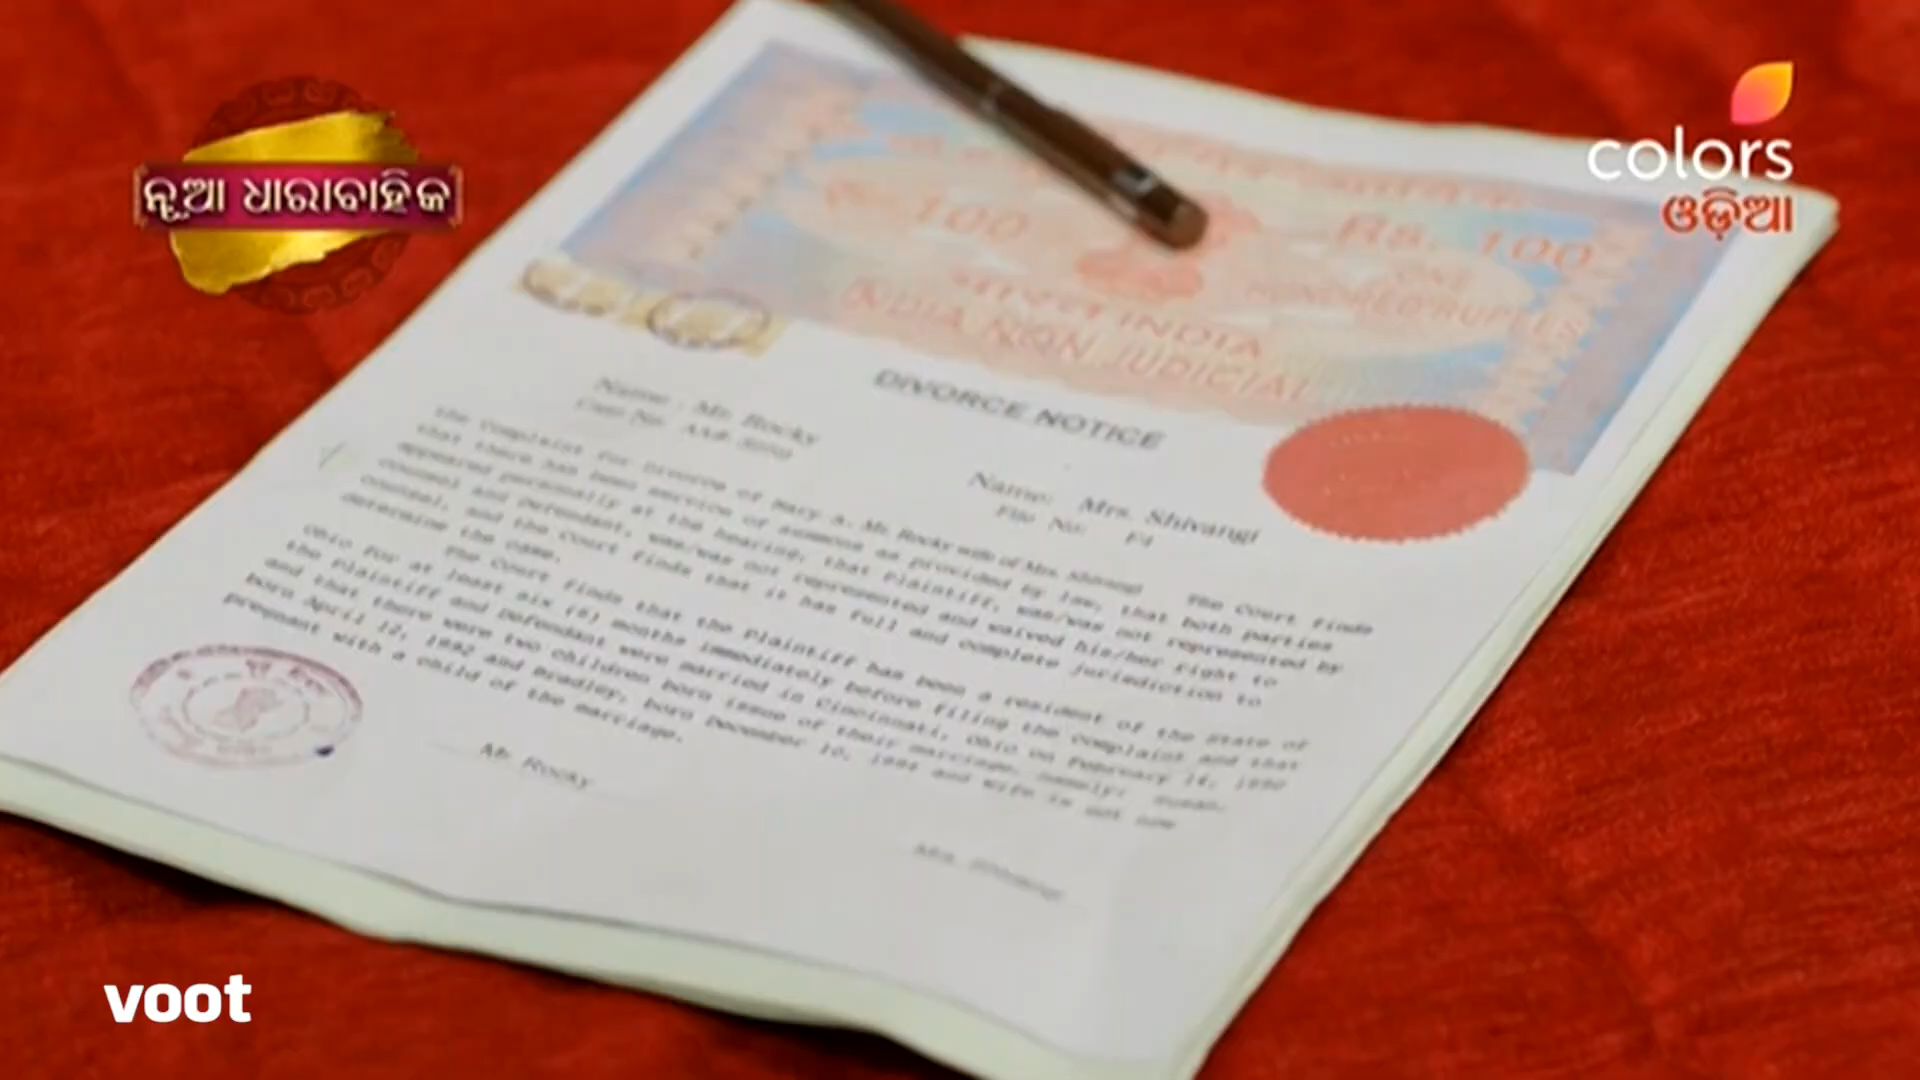 ନୂଆ ଧାରାବାହିକ
colors
ଓଡ଼ିଆ
100
Rs. 100
ONE
HUNDRED RUPEES
भारत INDIA
INDIA NON JUDICIAL
DIVORCE NOTICE
Name : Mr. Rocky
Name: Mrs. Shivangi
File No:
The Complaint for Divorce of Mary A. Mr. Rocky wife of Mrs. Shivangi The Court finds
that there has been service of summons as provided by law, that both parties
appeared personally at the hearing; that Plaintiff, was/was not represented by
counsel and Defendant, was/was not represented and waived his/her right to
counsel, and the Court finds that it has full and complete jurisdiction to
determine the case.
The Court finds that the Plaintiff has been a resident of the State of
Ohio for at least six (6) months immediately before filing the complaint and that
the Plaintiff and Defendant were married in Cincinnati, Ohio on February 14, 1990
and that there were two children born issue of their marriage, namely: Susan,
born April 12, 1992 and Bradley, born December 10, 1994 and wife is not now
pregnant with a child of the marriage.
Mr. Rocky
Mrs. Shivangi
voot